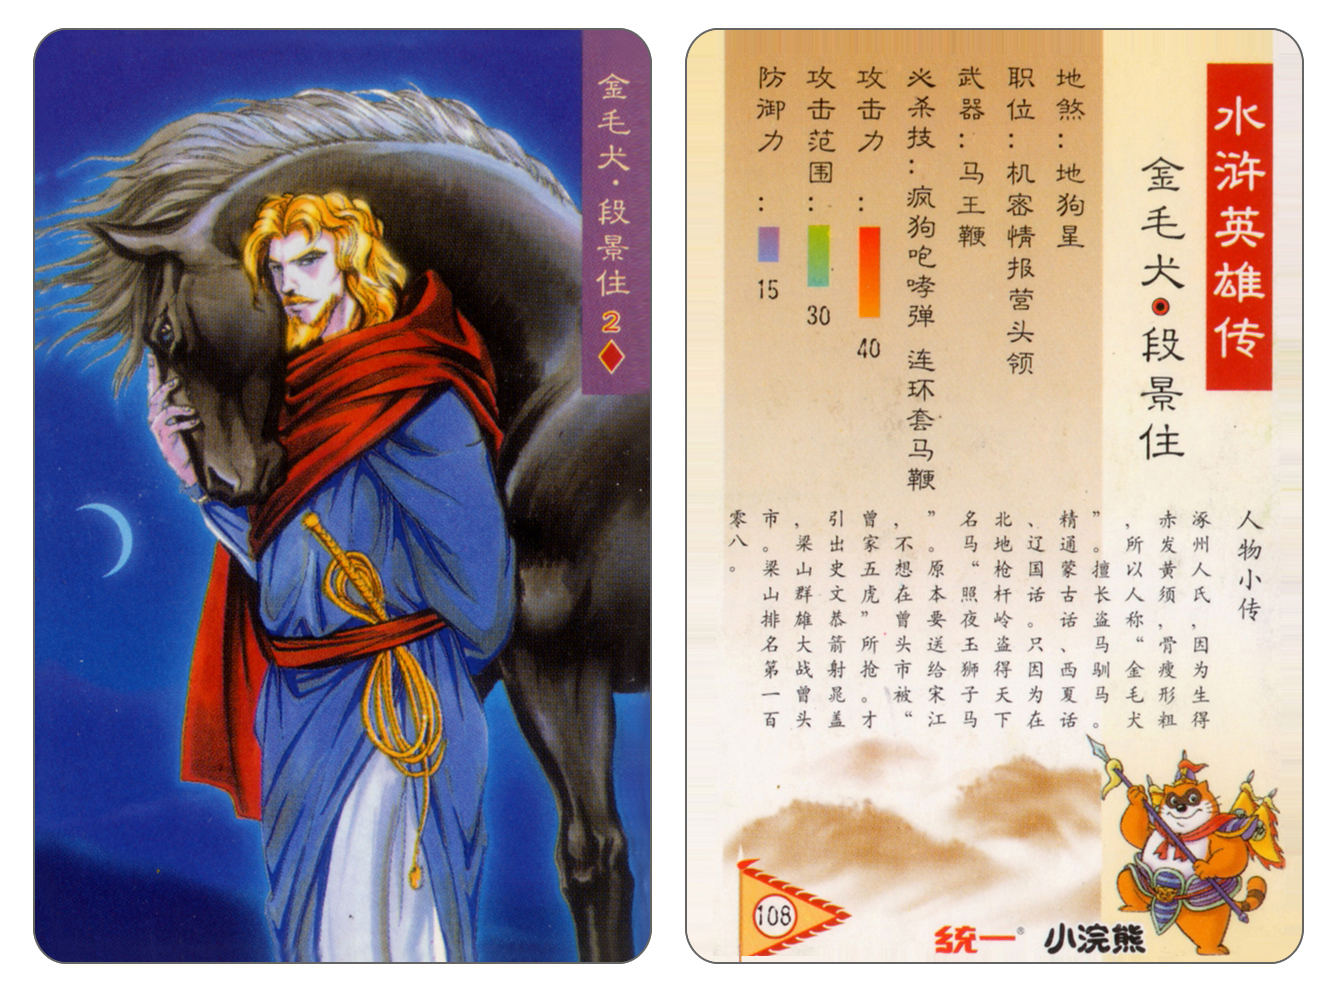 金毛犬·段景住
2
水浒英雄传
金毛犬●段景住
地煞：地狗星
职位：机密情报营头领
武器：马王鞭
必杀技：疯狗咆哮弹 连环套马鞭
攻击力：40
攻击范围：30
防御力：15
人物小传
涿州人氏，因为生得
赤发黄须，骨瘦形粗
，所以人称“金毛犬
”。擅长盗马驯马。
精通蒙古话、西夏话
、辽国话。只因为在
北地枪杆岭盗得天下
名马“照夜玉狮子马
”。原本要送给宋江
，不想在曾头市被“
曾家五虎”所抢。才
引出史文恭箭射晁盖
，梁山群雄大战曾头
市。梁山排名第一百
零八。
108
统一® 小浣熊